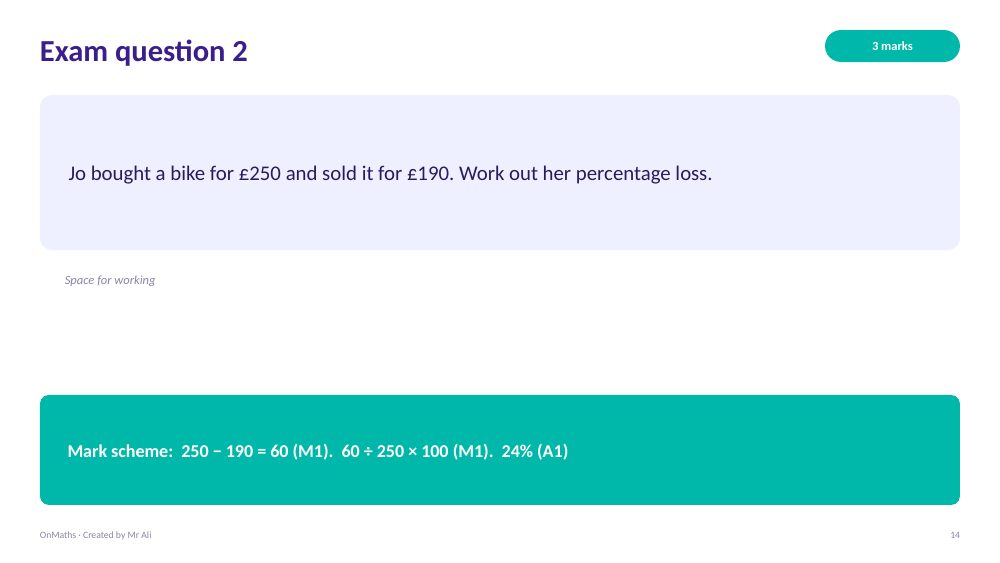 Exam question 2
3 marks
Jo bought a bike for £250 and sold it for £190. Work out her percentage loss.
Space for working
Mark scheme:  250 − 190 = 60 (M1).  60 ÷ 250 × 100 (M1).  24% (A1)
OnMaths · Created by Mr Ali
14